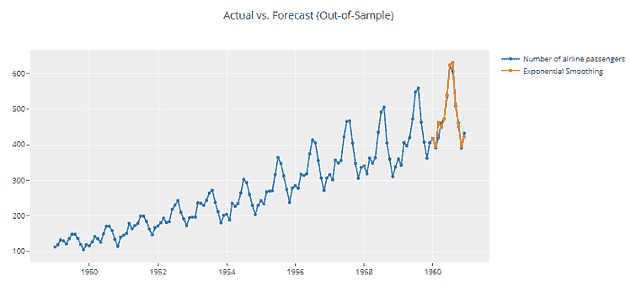 Actual vs. Forecast (Out-of-Sample)
Number of airline passengers
Exponential Smoothing
600
500
400
300
200
100
1950 1952 1954 1956 1958 1960